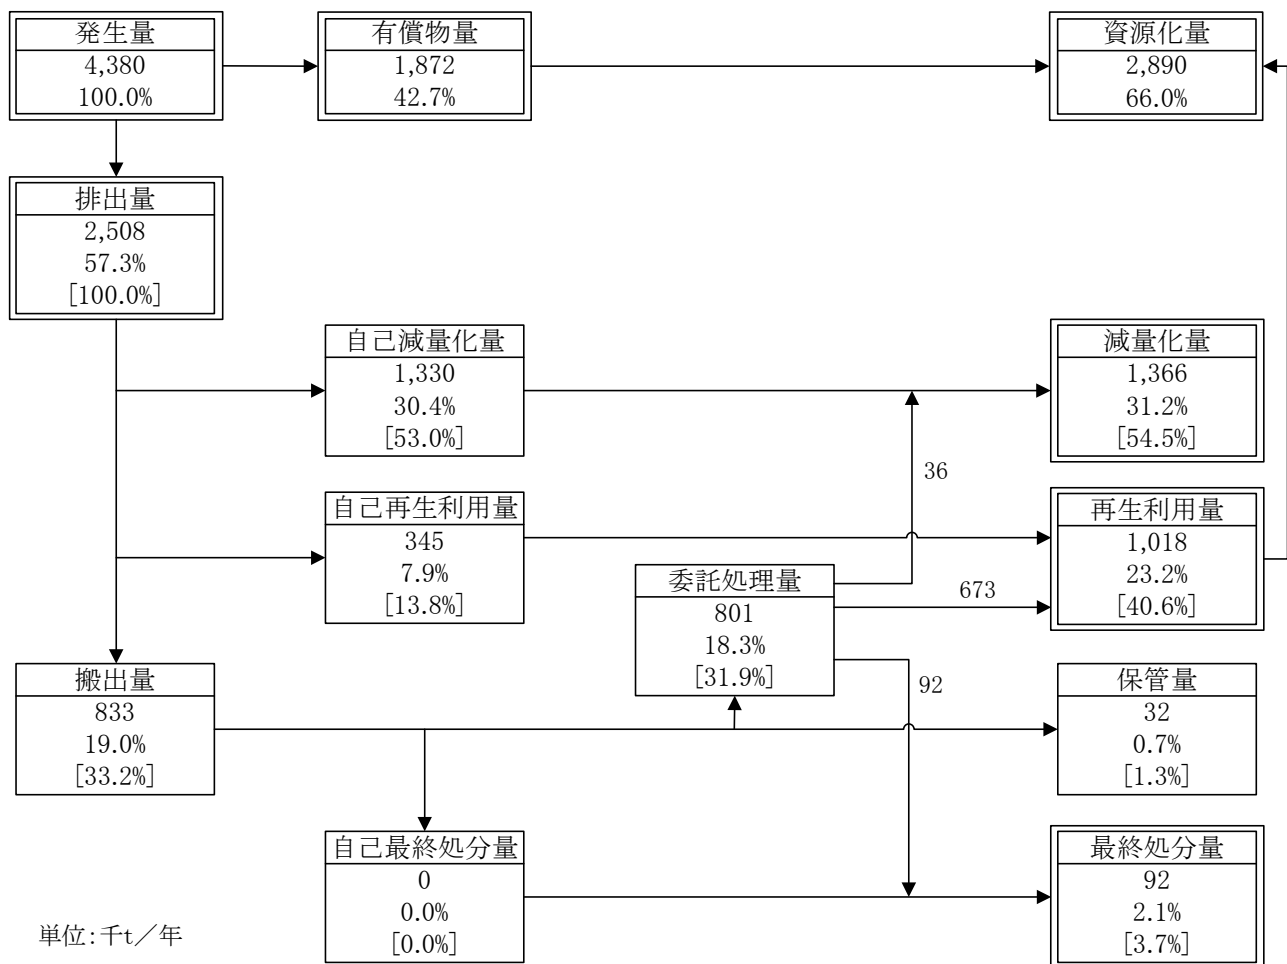 発生量
4,380
100.0%
有償物量
1,872
42.7%
資源化量
2,890
66.0%
排出量
2,508
57.3%
[100.0%]
自己減量化量
1,330
30.4%
[53.0%]
減量化量
1,366
31.2%
[54.5%]
36
自己再生利用量
345
7.9%
[13.8%]
再生利用量
1,018
23.2%
[40.6%]
委託処理量
801
18.3%
[31.9%]
673
92
搬出量
833
19.0%
[33.2%]
保管量
32
0.7%
[1.3%]
自己最終処分量
0
0.0%
[0.0%]
最終処分量
92
2.1%
[3.7%]
単位:千t/年